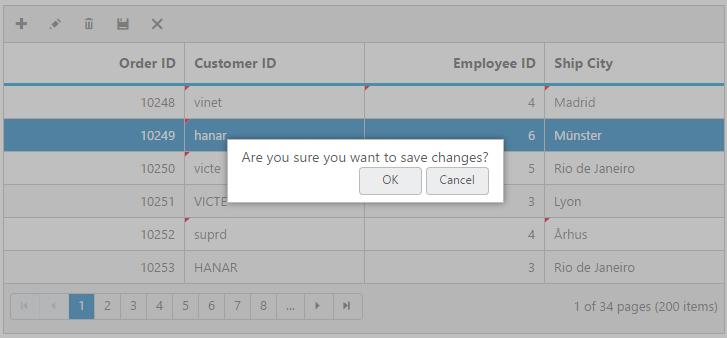 Order ID Customer ID Employee ID Ship City
10248 vinet 4 Madrid
10249 hanar 6 Münster
Are you sure you want to save changes?
10250 victe 5 Rio de Janeiro
OK Cancel
10251 VICTE 3 Lyon
10252 suprd 4 Århus
10253 HANAR 3 Rio de Janeiro
1 2 3 4 5 6 7 8 ... 1 of 34 pages (200 items)